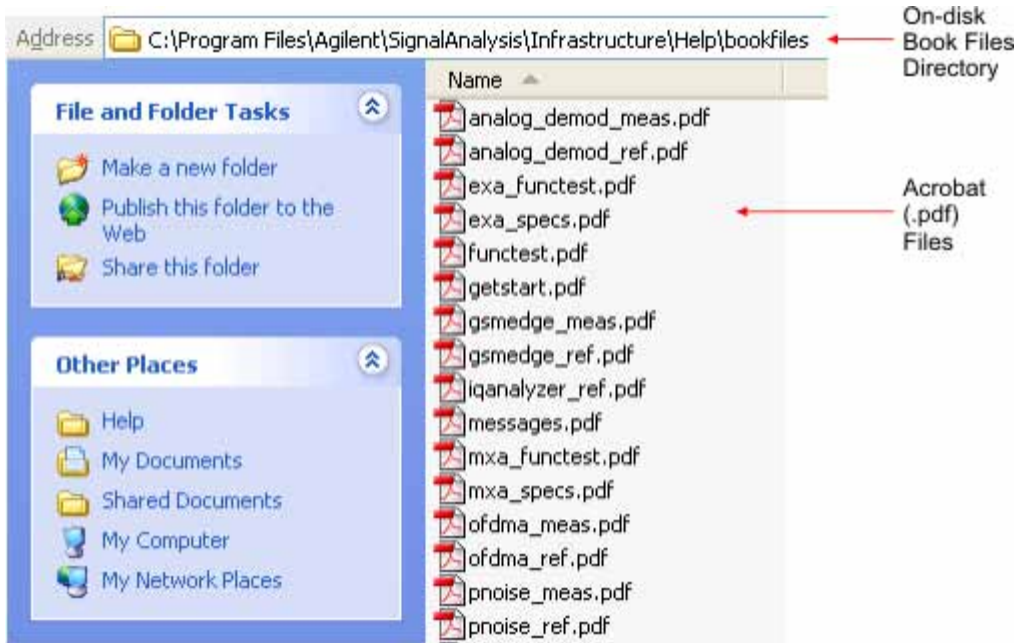 Address C:\Program Files\Agilent\SignalAnalysis\Infrastructure\Help\bookfiles
On-disk
Book Files
Directory
File and Folder Tasks
Make a new folder
Publish this folder to the
Web
Share this folder
Other Places
Help
My Documents
Shared Documents
My Computer
My Network Places
Name
analog_demod_meas.pdf
analog_demod_ref.pdf
exa_functest.pdf
exa_specs.pdf
functest.pdf
getstart.pdf
gsmedge_meas.pdf
gsmedge_ref.pdf
iqanalyzer_ref.pdf
messages.pdf
mxa_functest.pdf
mxa_specs.pdf
ofdma_meas.pdf
ofdma_ref.pdf
pnoise_meas.pdf
pnoise_ref.pdf
Acrobat
(.pdf)
Files